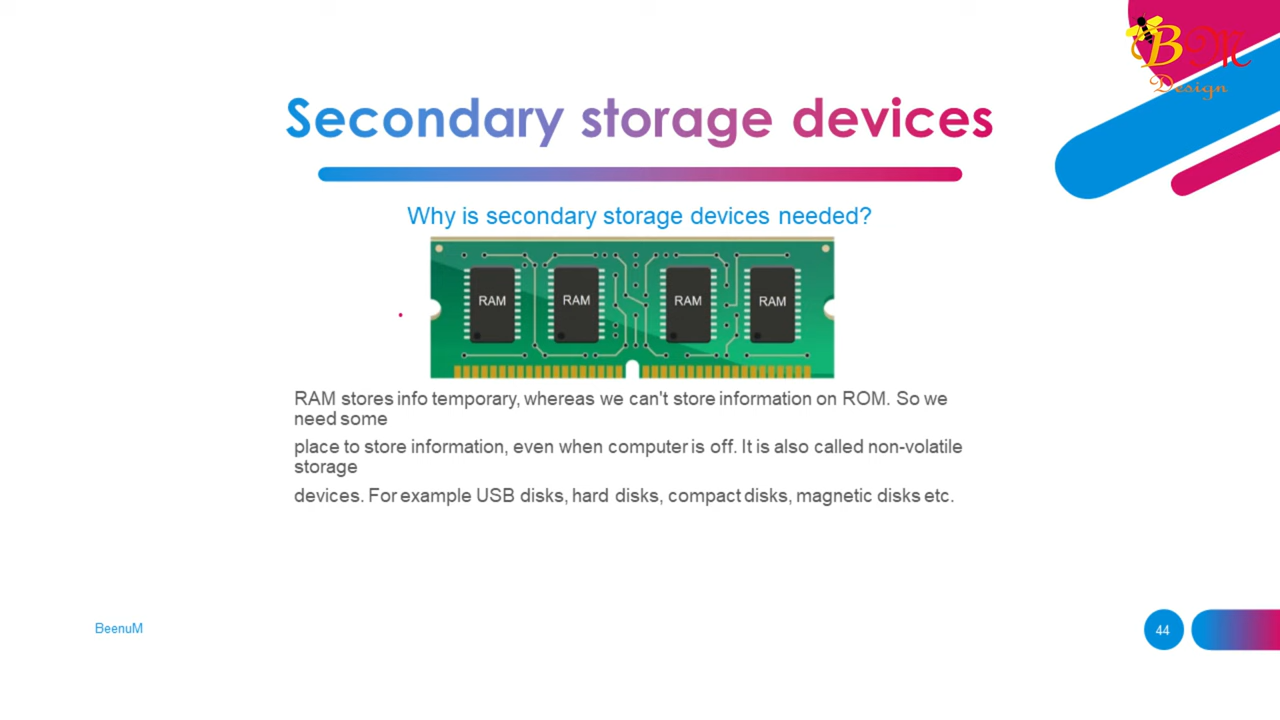 B M
Design
Secondary storage devices
Why is secondary storage devices needed?
RAM RAM RAM RAM
RAM stores info temporary, whereas we can't store information on ROM. So we
need some
place to store information, even when computer is off. It is also called non-volatile
storage
devices. For example USB disks, hard disks, compact disks, magnetic disks etc.
BeenuM
44